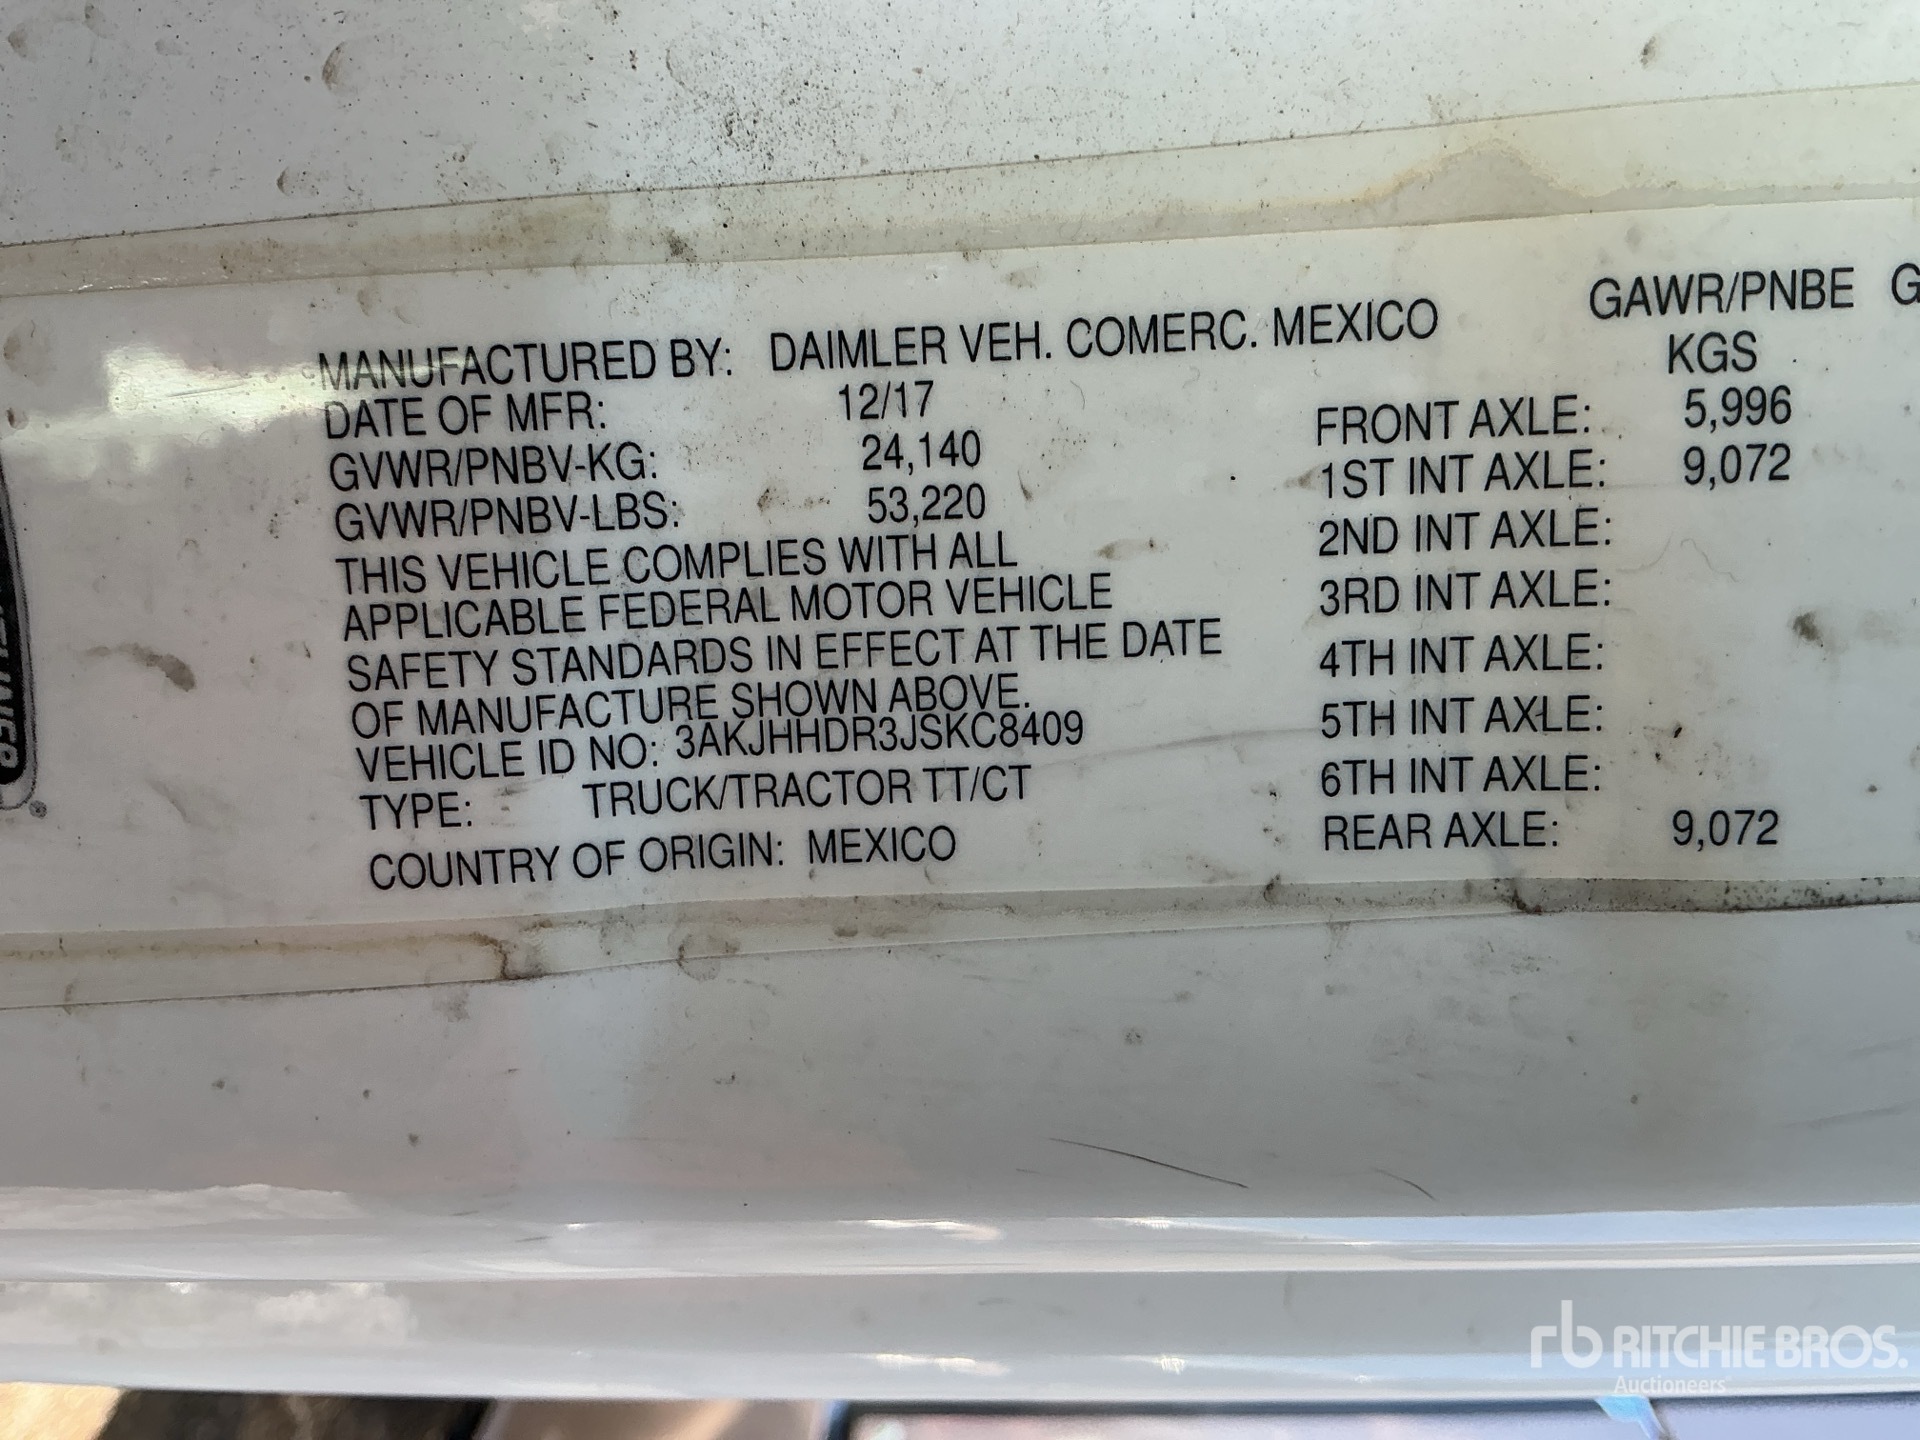 MANUFACTURED BY: DAIMLER VEH. COMERC. MEXICO
DATE OF MFR: 12/17
GVWR/PNBV-KG: 24,140
GVWR/PNBV-LBS: 53,220
THIS VEHICLE COMPLIES WITH ALL
APPLICABLE FEDERAL MOTOR VEHICLE
SAFETY STANDARDS IN EFFECT AT THE DATE
OF MANUFACTURE SHOWN ABOVE.
VEHICLE ID NO: 3AKJHHDR3JSKC8409
TYPE: TRUCK/TRACTOR TT/CT
COUNTRY OF ORIGIN: MEXICO
GAWR/PNBE G
KGS
FRONT AXLE: 5,996
1ST INT AXLE: 9,072
2ND INT AXLE:
3RD INT AXLE:
4TH INT AXLE:
5TH INT AXLE:
6TH INT AXLE:
REAR AXLE: 9,072
rb RITCHIE BROS.
Auctioneers